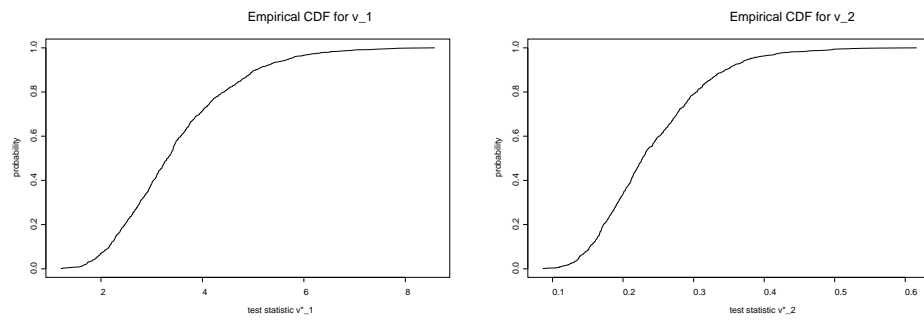 Empirical CDF for v_1
probability
0.0
0.2
0.4
0.6
0.8
1.0
2 4 6 8
test statistic v*_1
Empirical CDF for v_2
probability
0.0
0.2
0.4
0.6
0.8
1.0
0.1 0.2 0.3 0.4 0.5 0.6
test statistic v*_2